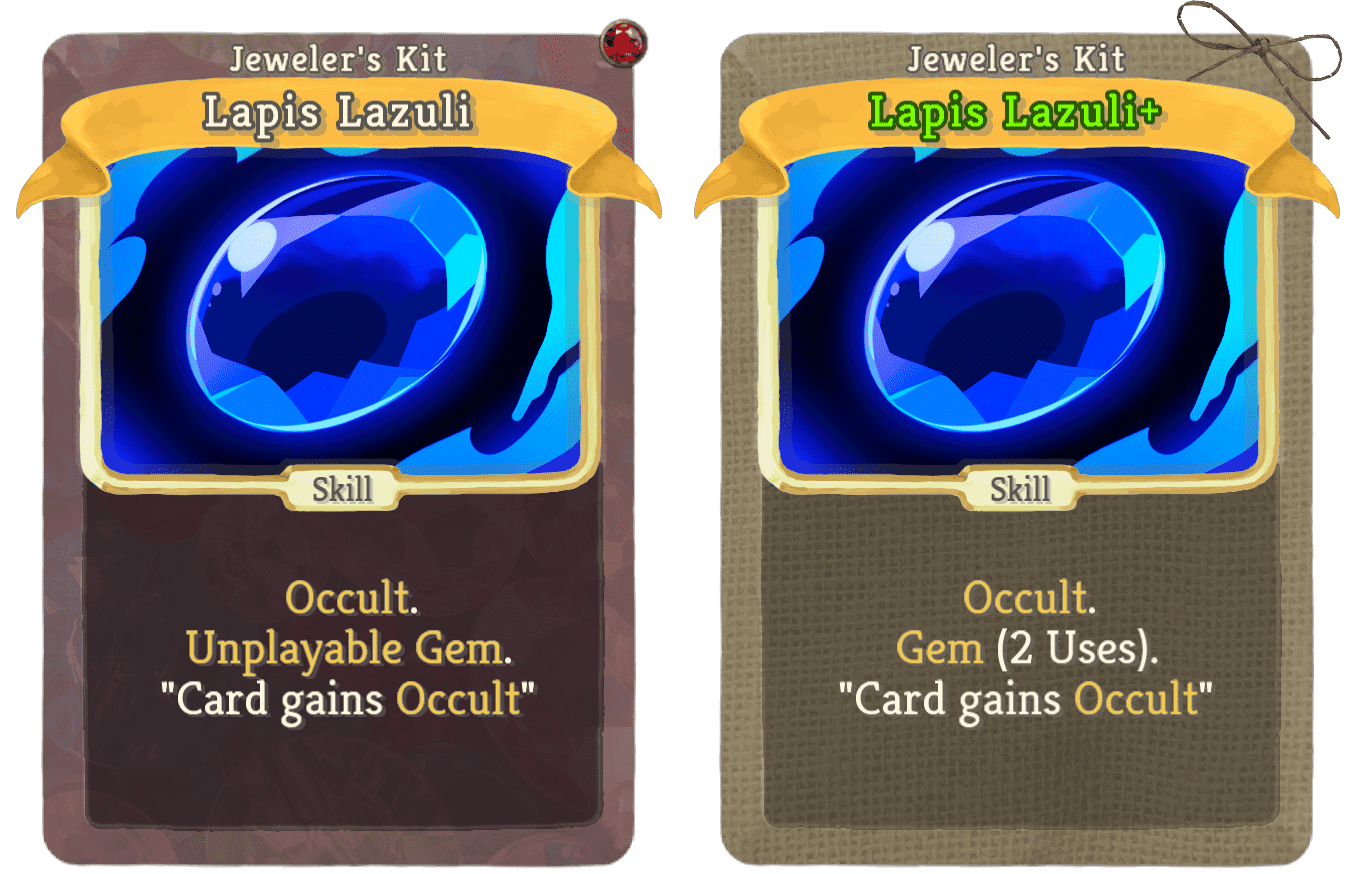 Jeweler's Kit
Lapis Lazuli
Skill
Occult.
Unplayable Gem.
"Card gains Occult"
Jeweler's Kit
Lapis Lazuli+
Skill
Occult.
Gem (2 Uses).
"Card gains Occult"